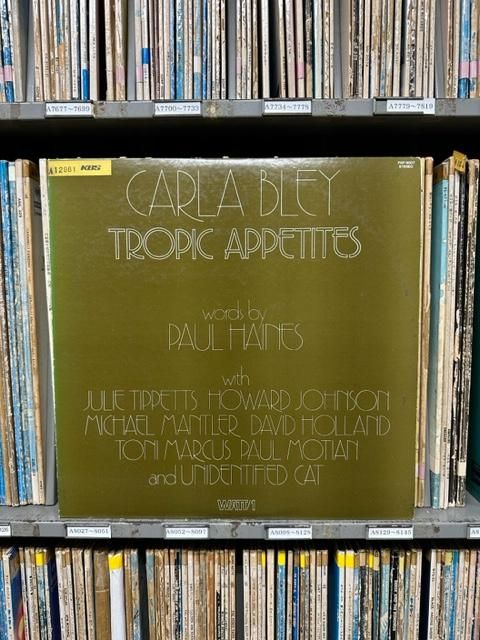 A7677~7699
A7700~7733
A7734~7778
A7779~7819
A12881 KBS
CARLA BLEY
TROPIC APPETITES
words by
PAUL HAINES
with
JULIE TIPPETTS HOWARD JOHNSON
MICHAEL MANTLER DAVID HOLLAND
TONI MARCUS PAUL MOTIAN
and UNIDENTIFIED CAT
WATT/1
A8027~8051
A8052~8097
A8098~8128
A8129~8145